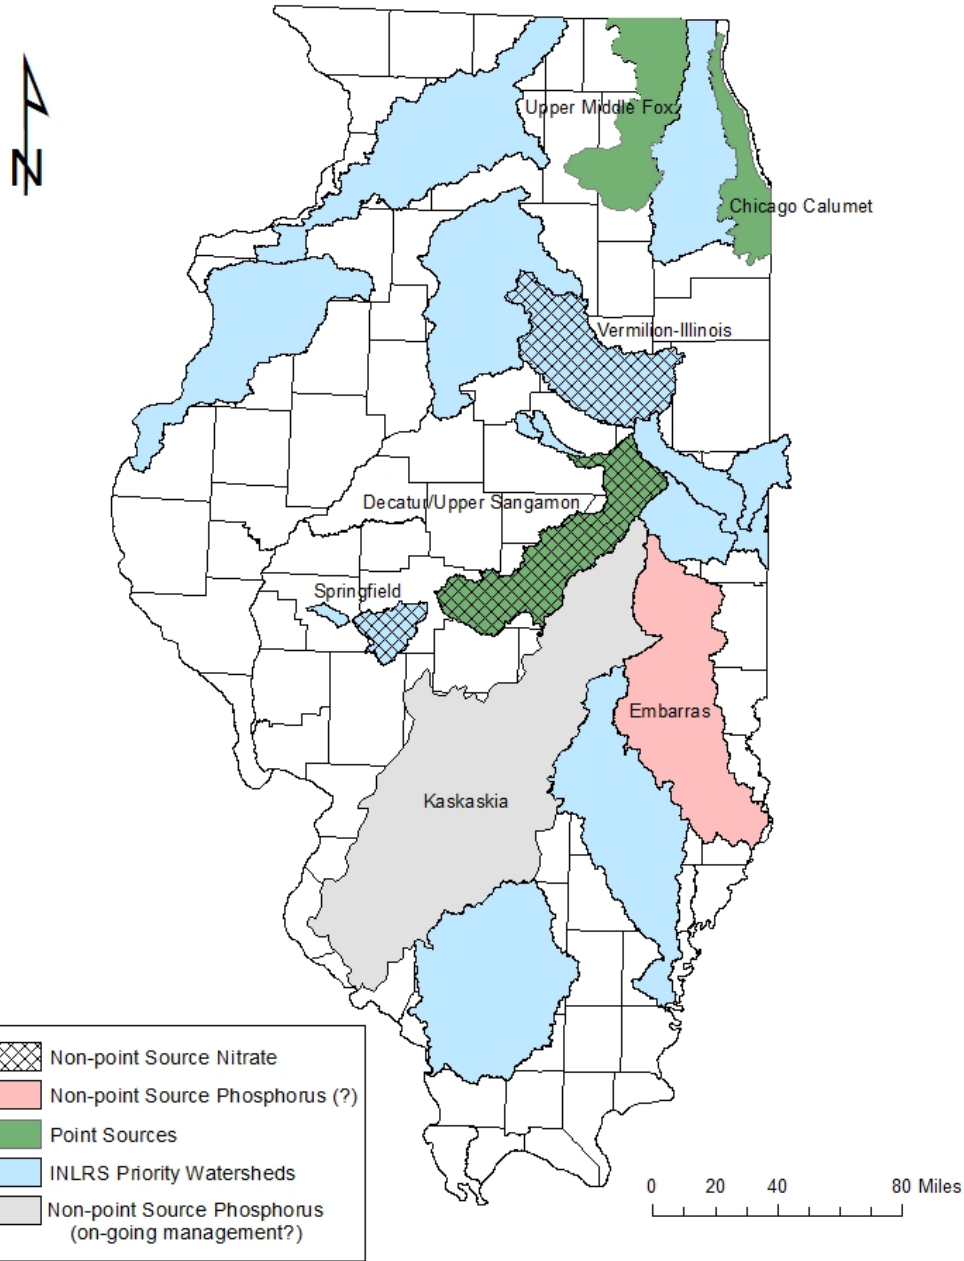 Upper Middle Fox
N
Chicago Calumet
Vermilion-Illinois
Decatur/Upper Sangamon
Springfield
Embarras
Kaskaskia
Non-point Source Nitrate
Non-point Source Phosphorus (?)
Point Sources
INLRS Priority Watersheds
Non-point Source Phosphorus
(on-going management?)
0 20 40 80 Miles